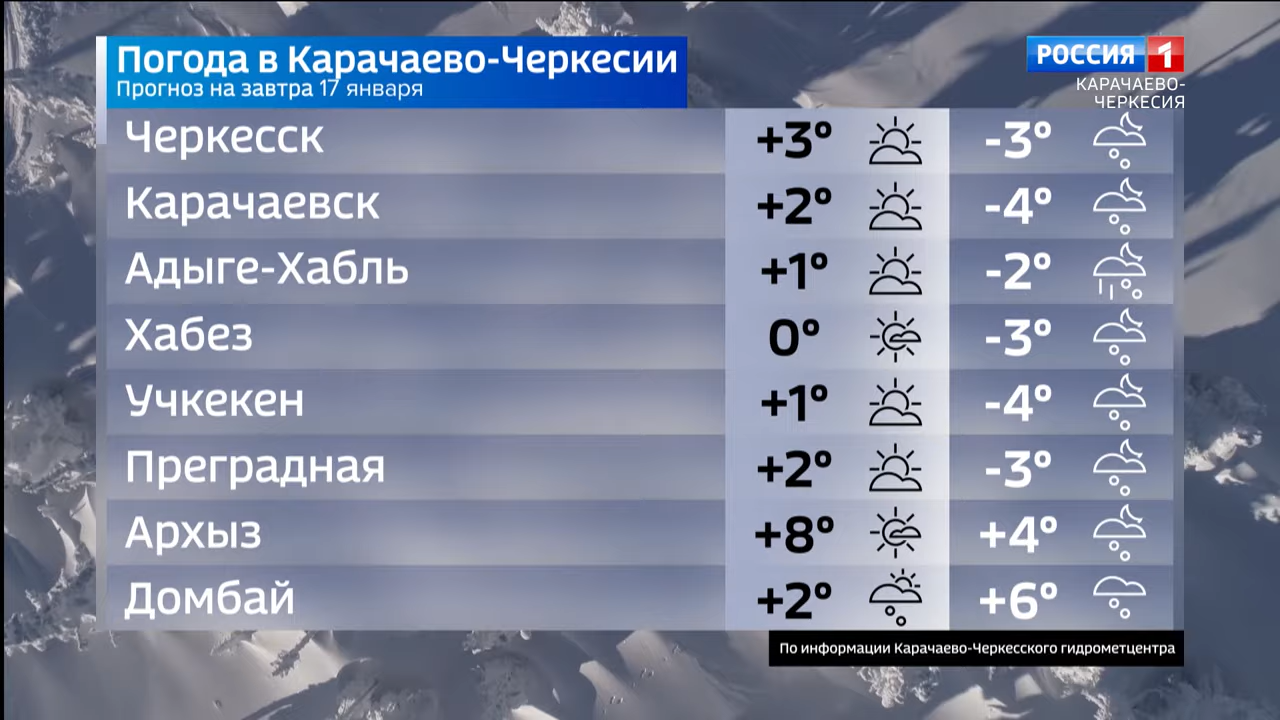 Погода в Карачаево-Черкесии
Прогноз на завтра 17 января
РОССИЯ 1
КАРАЧАЕВО-
ЧЕРКЕСИЯ
Черкесск +3° -3°
Карачаевск +2° -4°
Адыге-Хабль +1° -2°
Хабез 0° -3°
Учкекен +1° -4°
Преградная +2° -3°
Архыз +8° +4°
Домбай +2° +6°
По информации Карачаево-Черкесского гидрометцентра